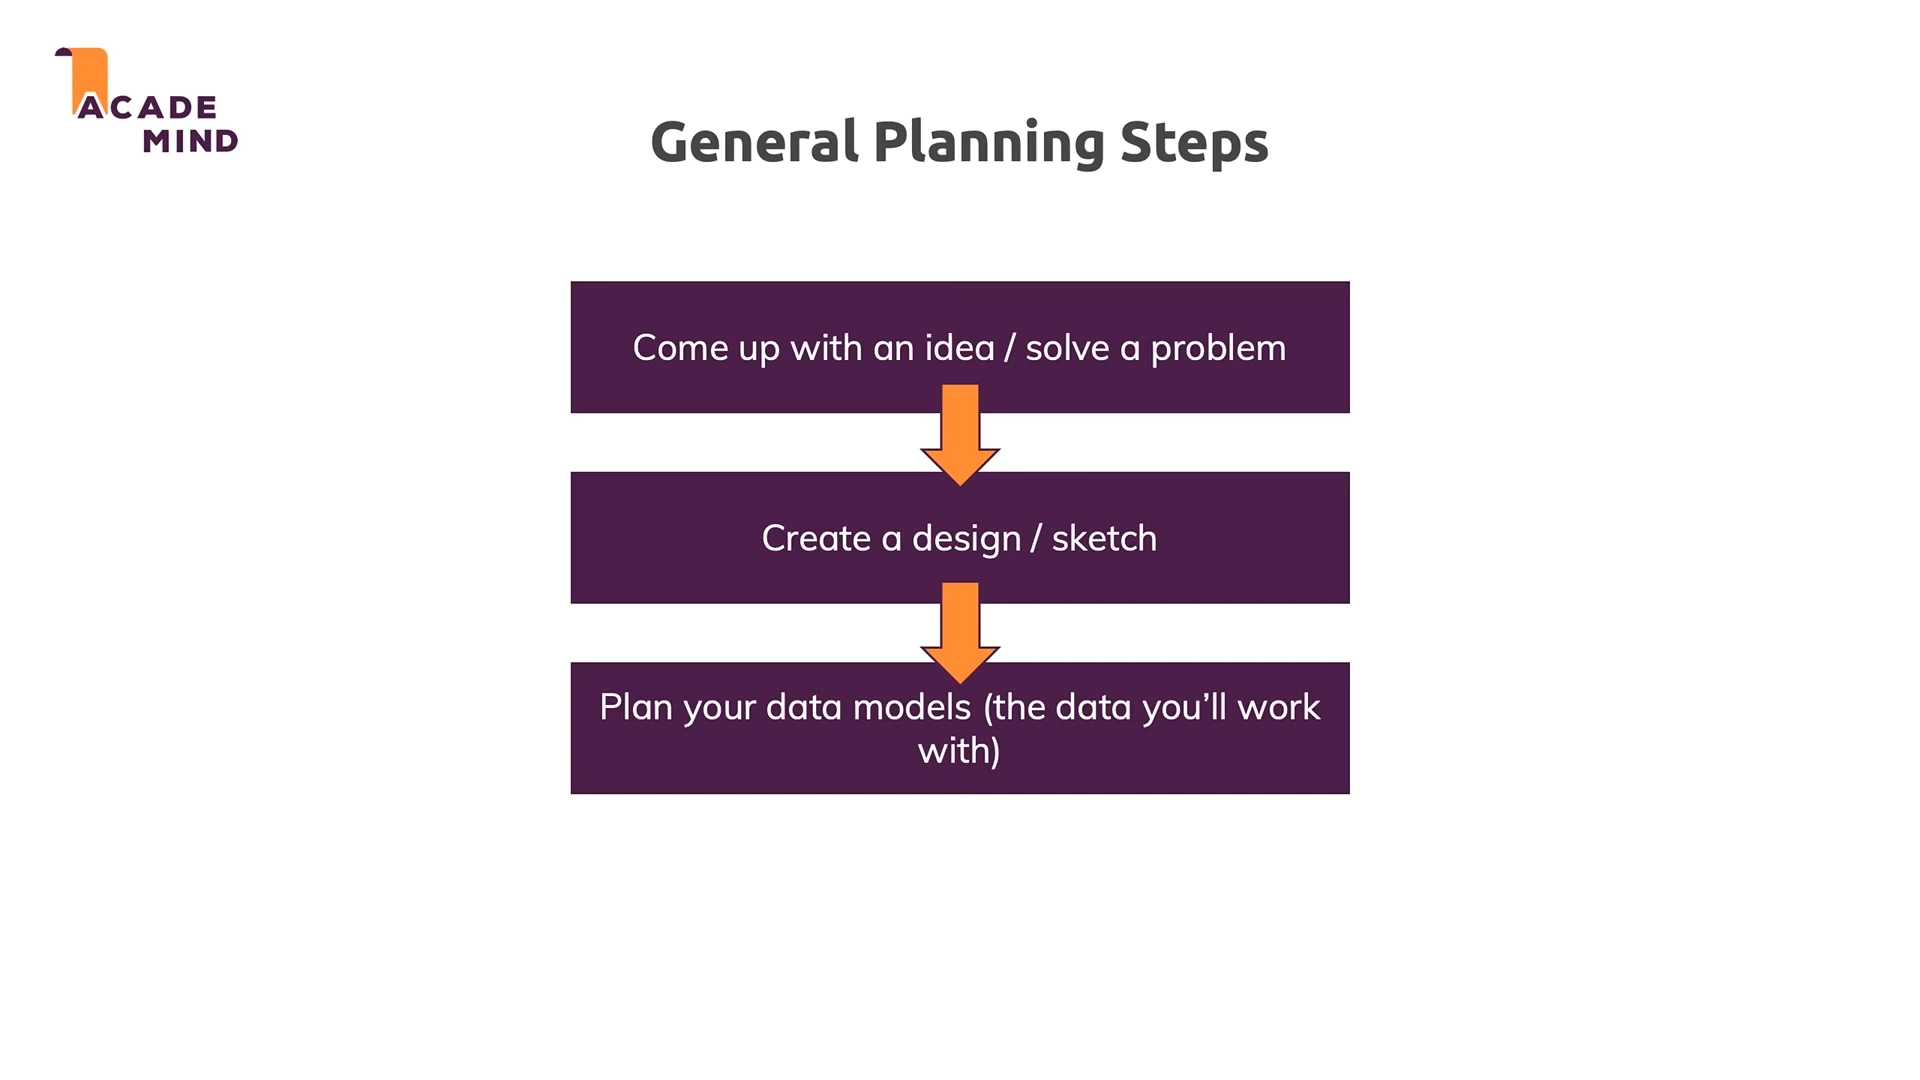 ACADE
MIND
General Planning Steps
Come up with an idea / solve a problem
Create a design / sketch
Plan your data models (the data you’ll work
with)